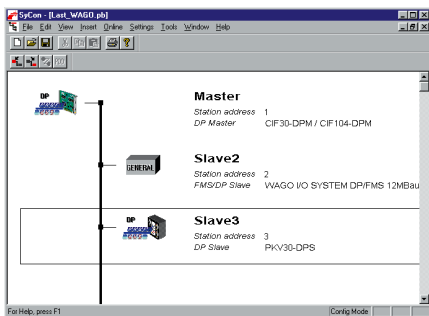 SyCon - [Last_WAGO.pb]
File Edit View Insert Online Settings Tools Window Help
DP
Master
Station address 1
DP Master CIF30-DPM / CIF104-DPM
GENERAL
Slave2
Station address 2
FMS/DP Slave WAGO I/O SYSTEM DP/FMS 12MBau
DP
Slave3
Station address 3
DP Slave PKV30-DPS
For Help, press F1
Config Mode